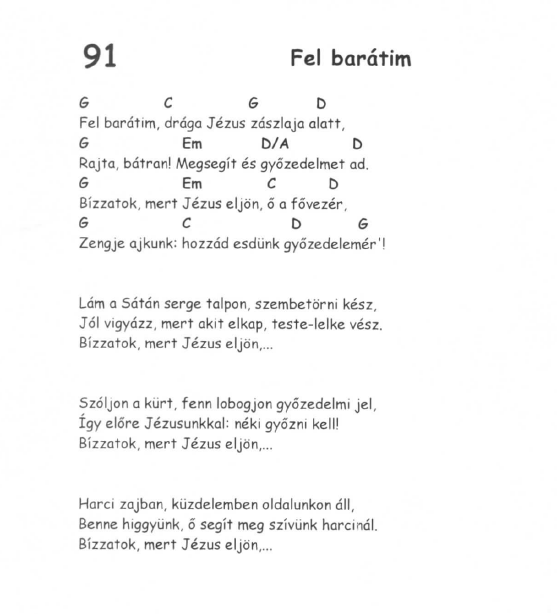 91 Fel barátim
G C G D
Fel barátim, drága Jézus zászlaja alatt,
G Em D/A D
Rajta, bátran! Megsegít és győzedelmet ad.
G Em C D
Bízzatok, mert Jézus eljön, ő a fővezér,
G C D G
Zengje ajkunk: hozzád esdünk győzedelemér'!
Lám a Sátán serge talpon, szembetörni kész,
Jól vigyázz, mert akit elkap, teste-lelke vész.
Bízzatok, mert Jézus eljön,...
Szóljon a kürt, fenn lobogjon győzedelmi jel,
Így előre Jézusunkkal: néki győzni kell!
Bízzatok, mert Jézus eljön,...
Harci zajban, küzdelemben oldalunkon áll,
Benne higgyünk, ő segít meg szívünk harcinál.
Bízzatok, mert Jézus eljön,...